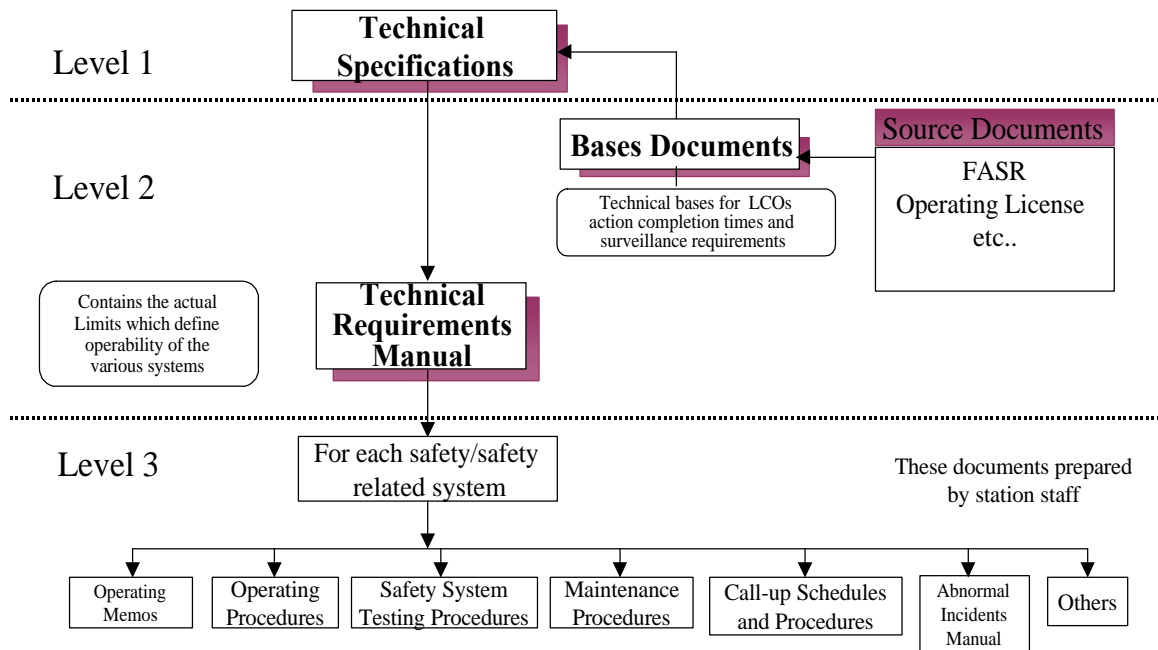 Technical
Specifications
Level 1
Bases Documents
Source Documents
FASR
Operating License
etc..
Level 2
Technical bases for LCOs
action completion times and
surveillance requirements
Contains the actual
Limits which define
operability of the
various systems
Technical
Requirements
Manual
Level 3
For each safety/safety
related system
These documents prepared
by station staff
Operating
Memos
Operating
Procedures
Safety System
Testing Procedures
Maintenance
Procedures
Call-up Schedules
and Procedures
Abnormal
Incidents
Manual
Others